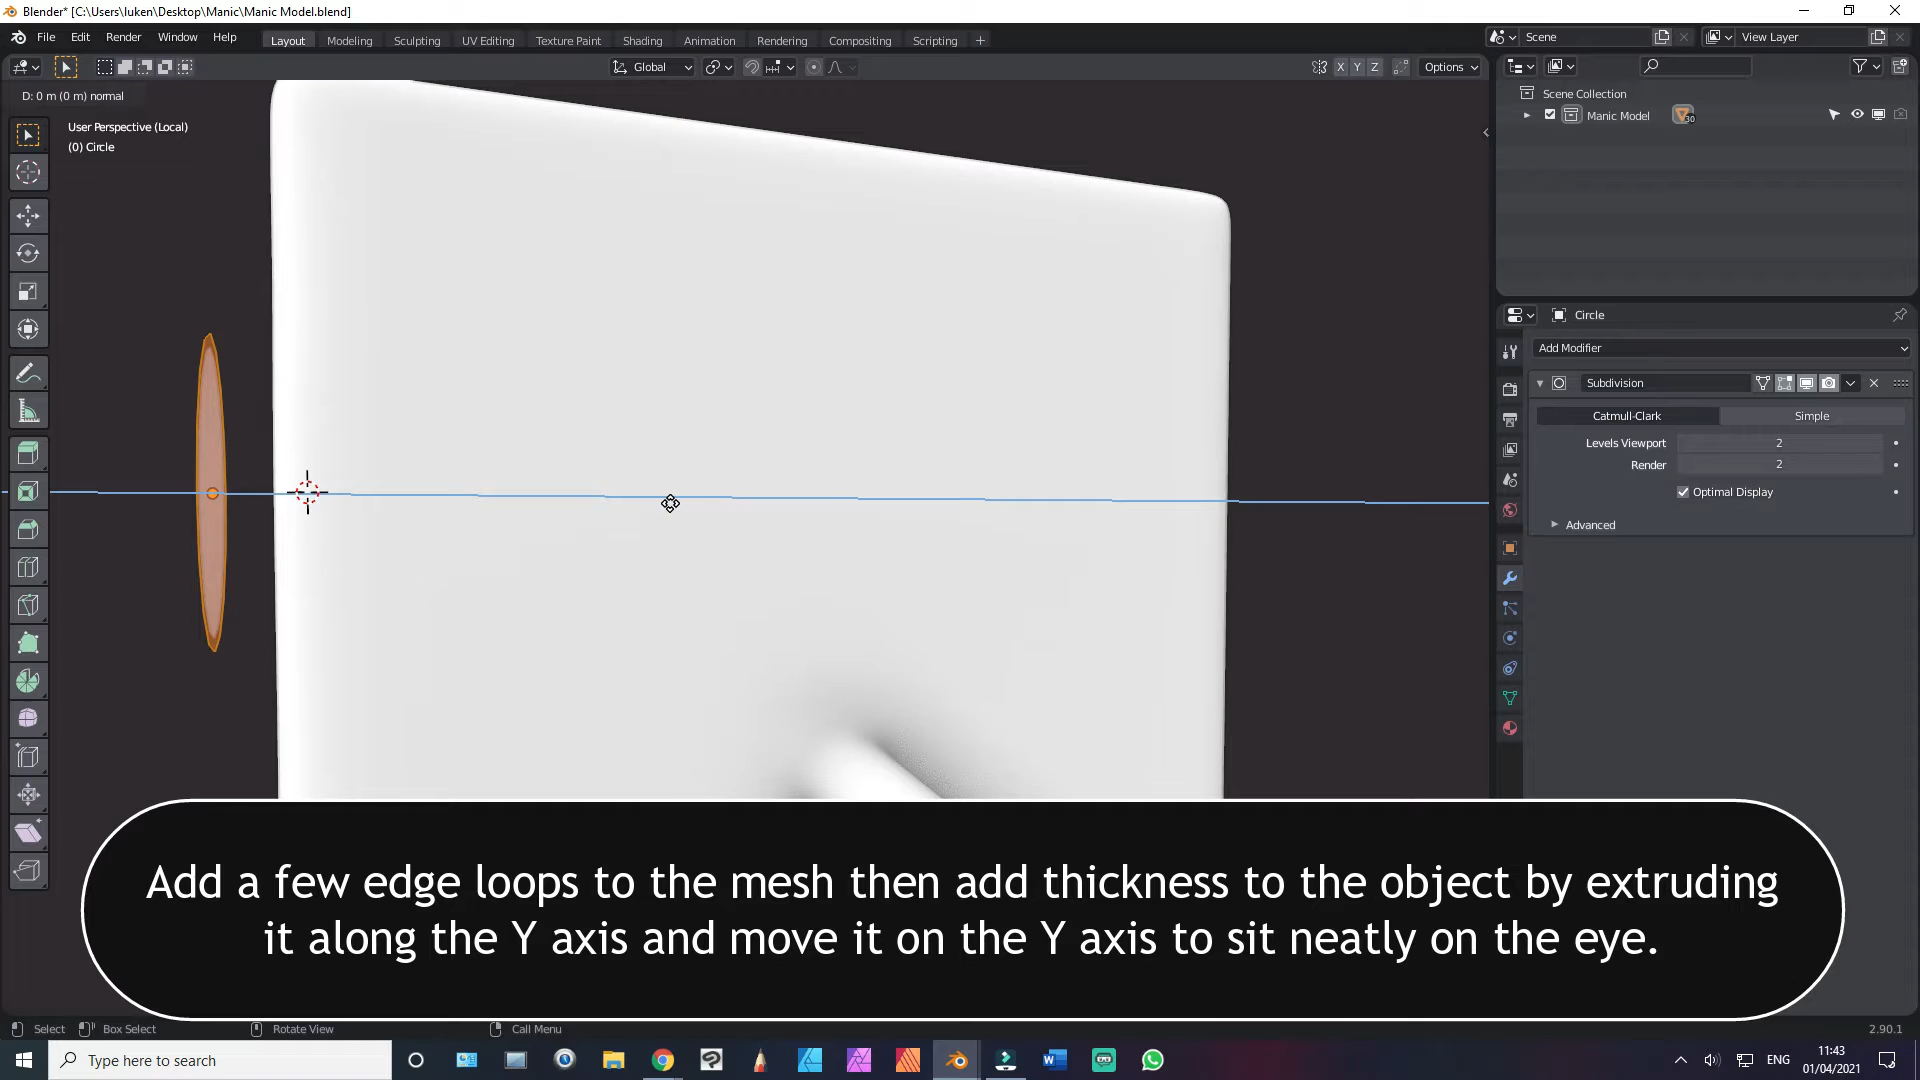 Blender* [C:\Users\luken\Desktop\Manic\Manic Model.blend]
File Edit Render Window Help
Layout Modeling Sculpting UV Editing Texture Paint Shading Animation Rendering Compositing Scripting +
Scene
View Layer
Global
X Y Z
Options
D: 0 m (0 m) normal
User Perspective (Local)
(0) Circle
Scene Collection
Manic Model
30
Circle
Add Modifier
Subdivision
Catmull-Clark Simple
Levels Viewport 2
Render 2
Optimal Display
Advanced
Add a few edge loops to the mesh then add thickness to the object by extruding
it along the Y axis and move it on the Y axis to sit neatly on the eye.
Select Box Select Rotate View Call Menu
2.90.1
Type here to search
ENG
11:43
01/04/2021